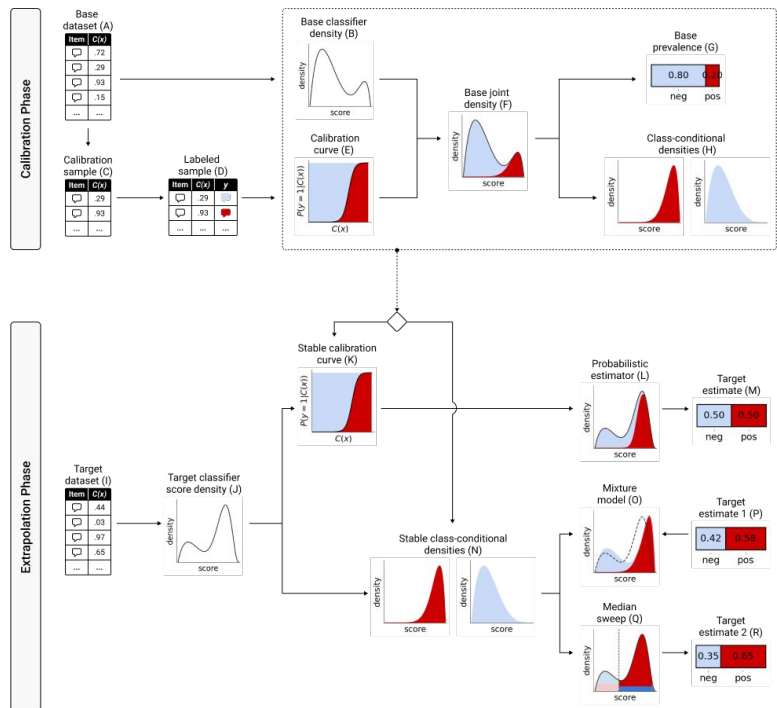 Calibration Phase
Base
dataset (A)
Item C(x)
.72
.29
.93
.15
... ...
Calibration
sample (C)
Item C(x)
.29
.93
... ...
Labeled
sample (D)
Item C(x) y
.29
.93
... ... ...
Base classifier
density (B)
density
score
Calibration
curve (E)
P(y = 1|C(x))
C(x)
Base joint
density (F)
density
score
Base
prevalence (G)
0.80 0.20
neg pos
Class-conditional
densities (H)
density
score
density
score
Extrapolation Phase
Target
dataset (I)
Item C(x)
.44
.03
.97
.65
... ...
Target classifier
score density (J)
density
score
Stable calibration
curve (K)
P(y = 1|C(x))
C(x)
Probabilistic
estimator (L)
density
score
Target
estimate (M)
0.50 0.50
neg pos
Stable class-conditional
densities (N)
density
score
density
score
Mixture
model (O)
density
score
Target
estimate 1 (P)
0.42 0.58
neg pos
Median
sweep (Q)
density
score
Target
estimate 2 (R)
0.35 0.65
neg pos